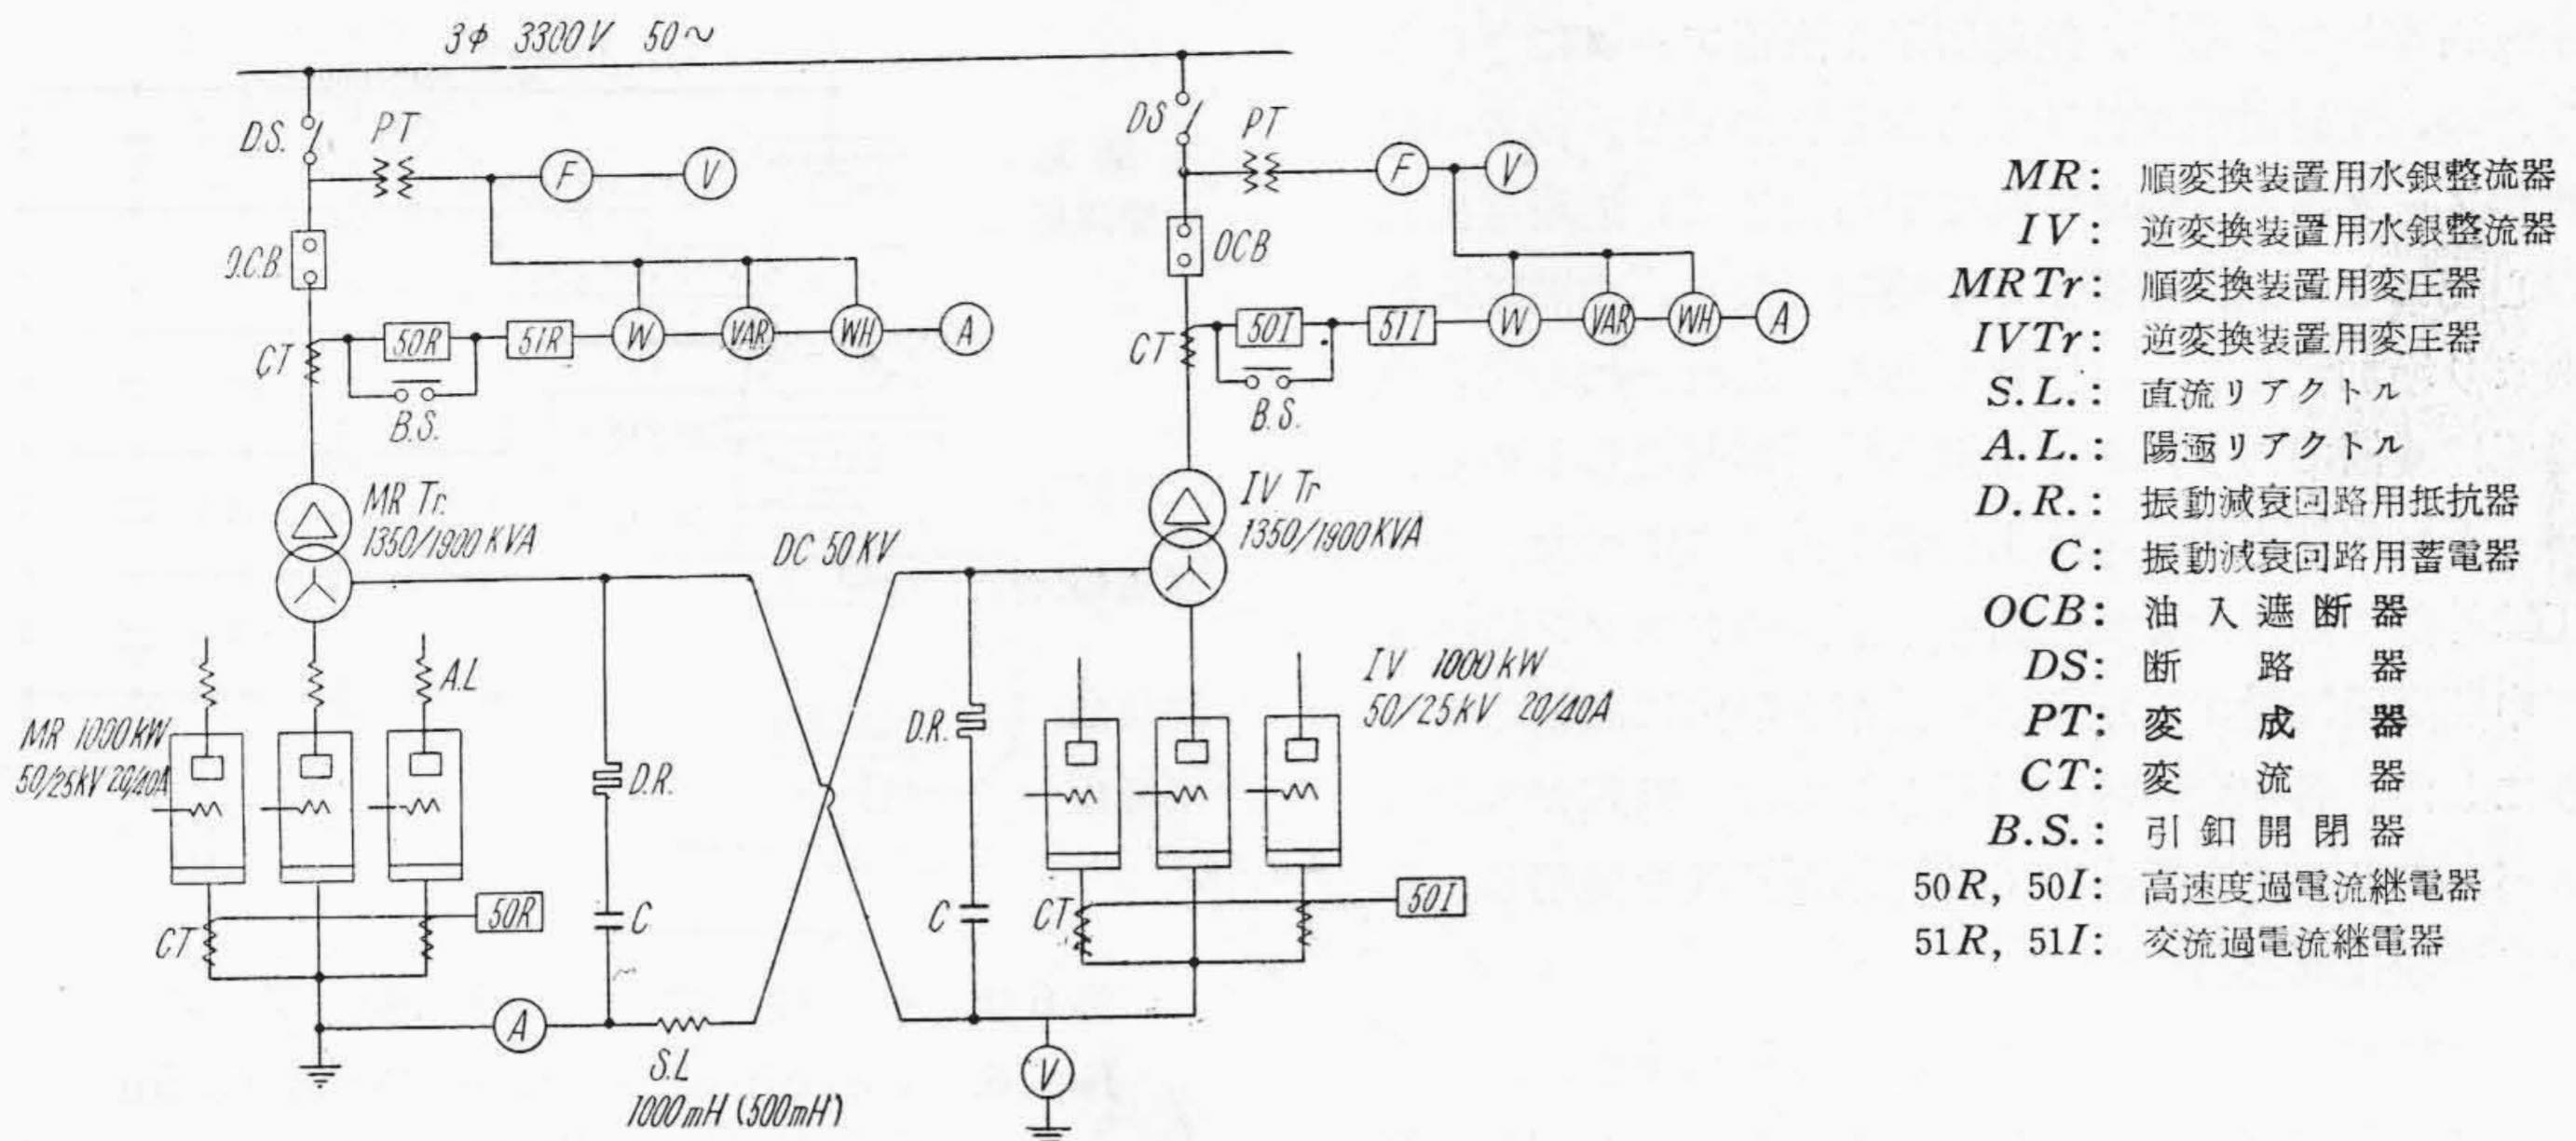 3φ 3300V 50~
D.S.
PT
F
V
O.C.B.
CT
50R
51R
W
VAR
WH
A
B.S.
MR Tr.
1350/1900 KVA
DS
PT
F
V
OCB
CT
50I
51I
W
VAR
WH
A
B.S.
IV Tr
1350/1900 KVA
DC 50 KV
A.L
MR 1000 kW
50/25kV 20/40A
D.R.
C
CT
50R
A
S.L
1000mH (500mH)
D.R.
C
IV 1000 kW
50/25kV 20/40A
CT
50I
V
MR: 順変換装置用水銀整流器
IV: 逆変換装置用水銀整流器
MRTr: 順変換装置用変圧器
IVTr: 逆変換装置用変圧器
S.L.: 直流リアクトル
A.L.: 陽極リアクトル
D.R.: 振動減衰回路用抵抗器
C: 振動減衰回路用蓄電器
OCB: 油入遮断器
DS: 断路器
PT: 変成器
CT: 変流器
B.S.: 引釦開閉器
50R, 50I: 高速度過電流継電器
51R, 51I: 交流過電流継電器